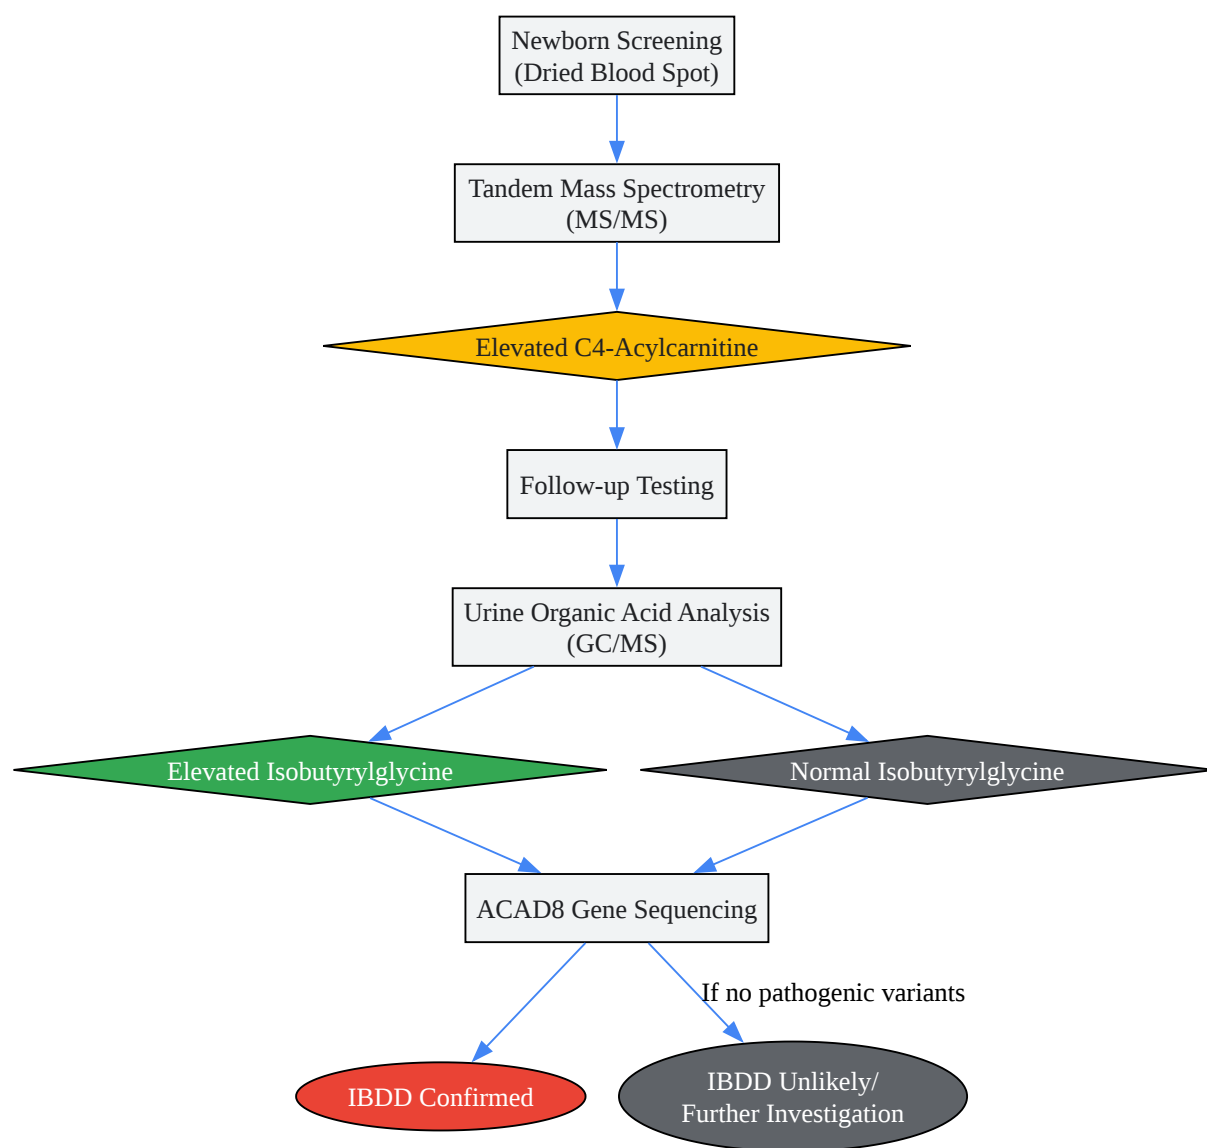 Newborn Screening
(Dried Blood Spot)
Tandem Mass Spectrometry
(MS/MS)
Elevated C4-Acylcarnitine
Follow-up Testing
Urine Organic Acid Analysis
(GC/MS)
Elevated Isobutyrylglycine
Normal Isobutyrylglycine
ACAD8 Gene Sequencing
If no pathogenic variants
IBDD Confirmed
IBDD Unlikely/
Further Investigation